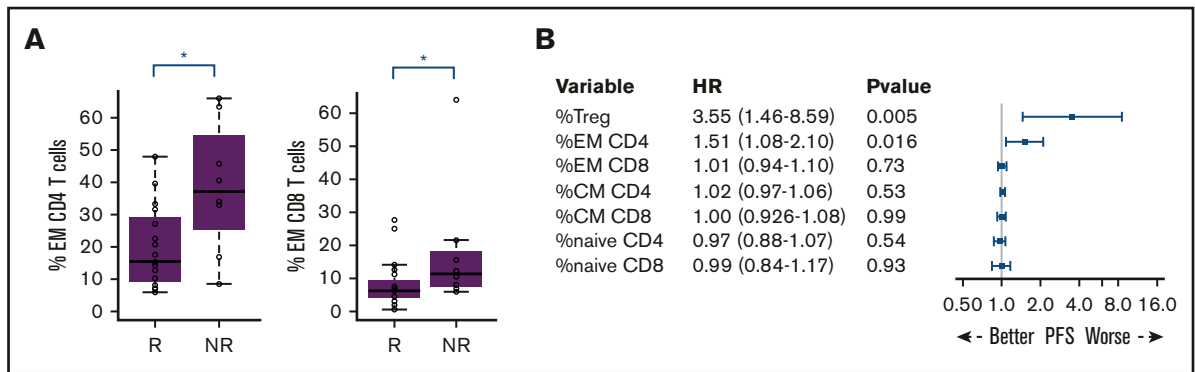 A
*
% EM CD4 T cells
60
50
40
30
20
10
0
R NR
*
% EM CD8 T cells
60
50
40
30
20
10
0
R NR
B
Variable HR Pvalue
%Treg 3.55 (1.46-8.59) 0.005
%EM CD4 1.51 (1.08-2.10) 0.016
%EM CD8 1.01 (0.94-1.10) 0.73
%CM CD4 1.02 (0.97-1.06) 0.53
%CM CD8 1.00 (0.926-1.08) 0.99
%naive CD4 0.97 (0.88-1.07) 0.54
%naive CD8 0.99 (0.84-1.17) 0.93
0.50 1.0 2.0 4.0 8.0 16.0
Better PFS Worse